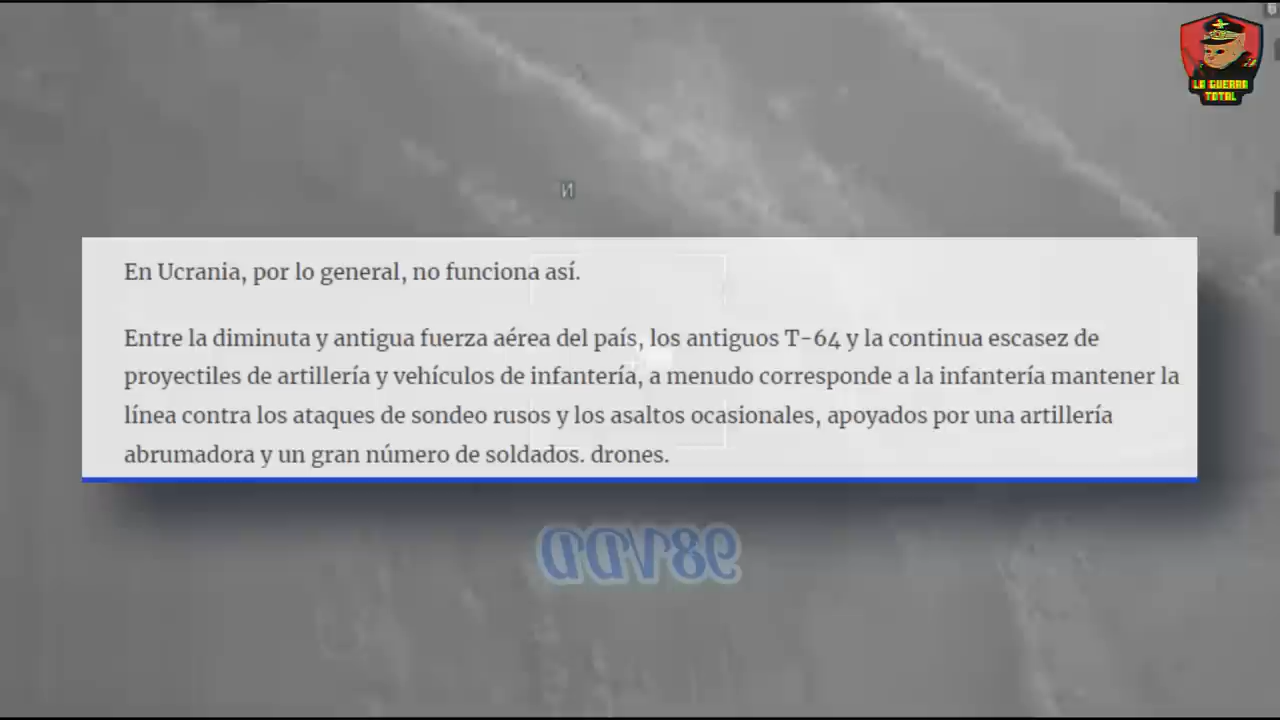 LA GUERRA
TOTAL
И
En Ucrania, por lo general, no funciona así.
Entre la diminuta y antigua fuerza aérea del país, los antiguos T-64 y la continua escasez de
proyectiles de artillería y vehículos de infantería, a menudo corresponde a la infantería mantener la
línea contra los ataques de sondeo rusos y los asaltos ocasionales, apoyados por una artillería
abrumadora y un gran número de soldados. drones.